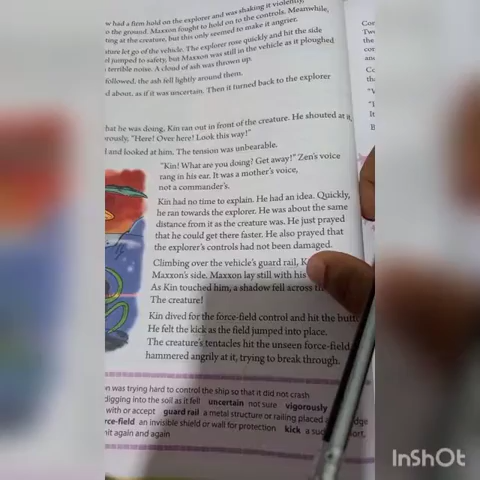 w had a firm hold on the explorer and was shaking it violently,
o the ground. Maxxon fought to hold on to the controls. Meanwhile,
ting at the creature, but this only seemed to make it angrier.
ature let go of the vehicle. The explorer rose quickly and hit the side
jumped to safety, but Maxxon was still in the vehicle as it ploughed
terrible noise. A cloud of ash was thrown up.
followed, the ash fell lightly around them.
d about, as if it was uncertain. Then it turned back to the explorer
hat he was doing, Kin ran out in front of the creature. He shouted at it,
rously, "Here! Over here! Look this way!"
and looked at him. The tension was unbearable.
"Kin! What are you doing? Get away!" Zen's voice
rang in his ear. It was a mother's voice,
not a commander's.
Kin had no time to explain. He had an idea. Quickly,
he ran towards the explorer. He was about the same
distance from it as the creature was. He just prayed
that he could get there faster. He also prayed that
the explorer's controls had not been damaged.
Climbing over the vehicle's guard rail, K
Maxxon's side. Maxxon lay still with his
As Kin touched him, a shadow fell across th
The creature!
Kin dived for the force-field control and hit the butt
He felt the kick as the field jumped into place.
The creature's tentacles hit the unseen force-field
hammered angrily at it, trying to break through.
on was trying hard to control the ship so that it did not crash
digging into the soil as it fell uncertain not sure vigorously
with or accept guard rail a metal structure or railing placed a dge
rce-field an invisible shield or wall for protection kick a su ort,
hit again and again
Con
Two
the
con
an
Co
tha
"I
It
InShOt